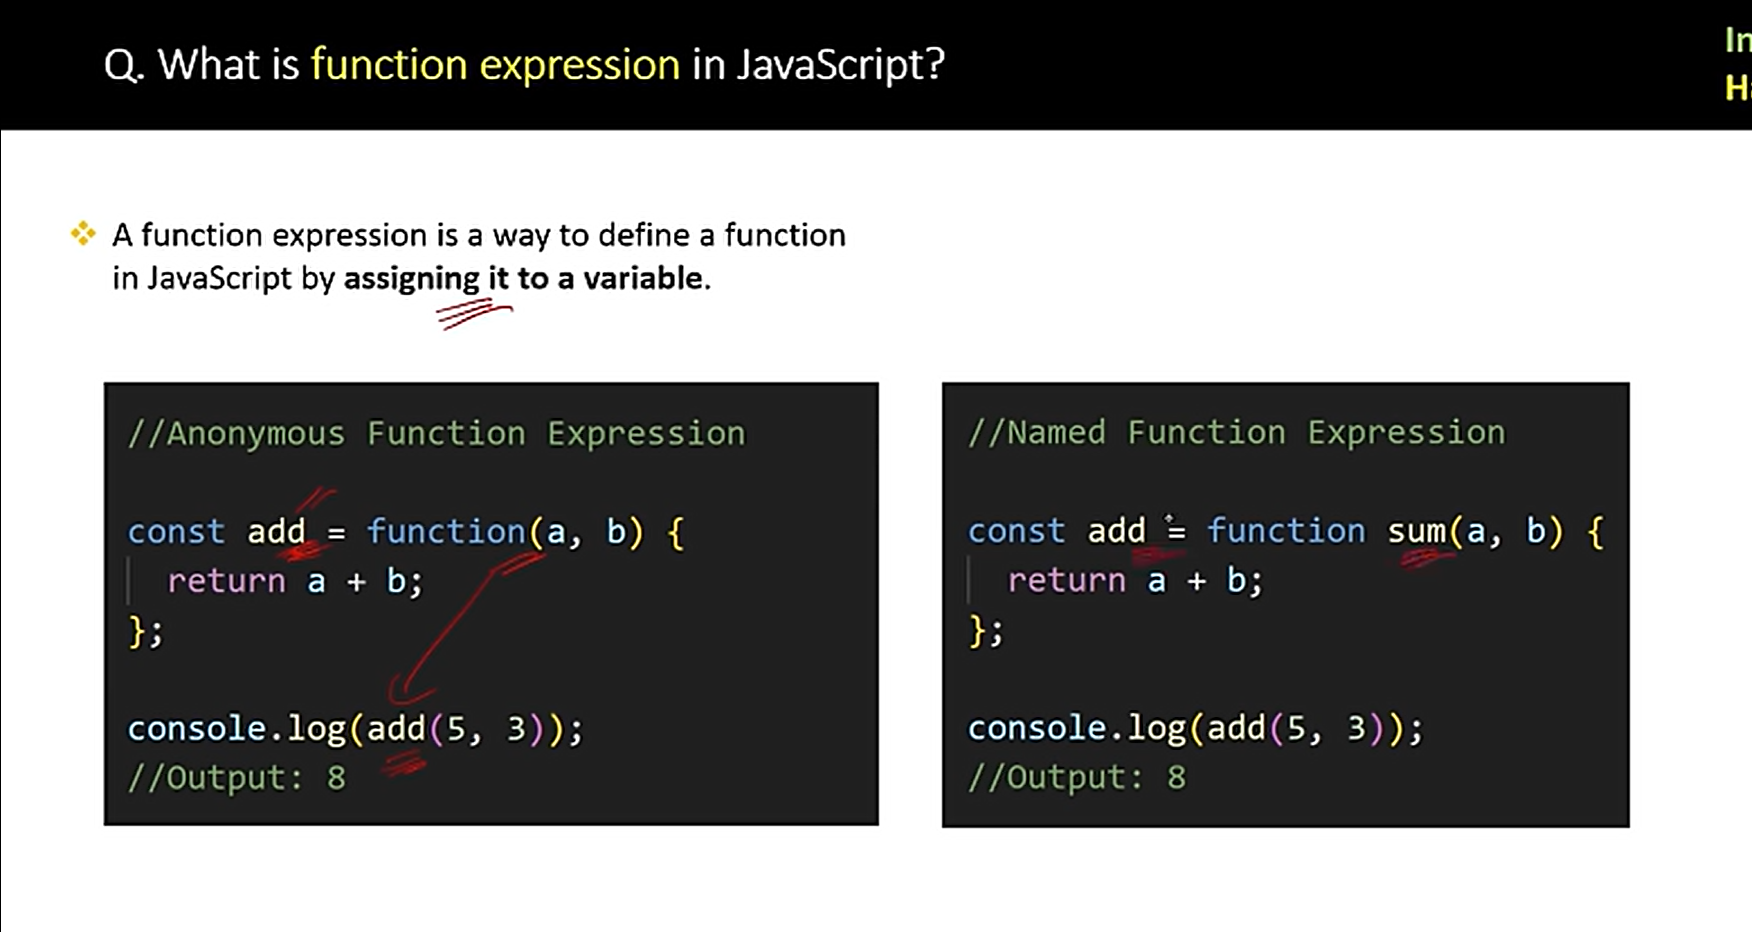 Q. What is function expression in JavaScript?
In
Ha
A function expression is a way to define a function
in JavaScript by assigning it to a variable.
//Anonymous Function Expression
const add = function(a, b) {
return a + b;
};
console.log(add(5, 3));
//Output: 8
//Named Function Expression
const add = function sum(a, b) {
return a + b;
};
console.log(add(5, 3));
//Output: 8